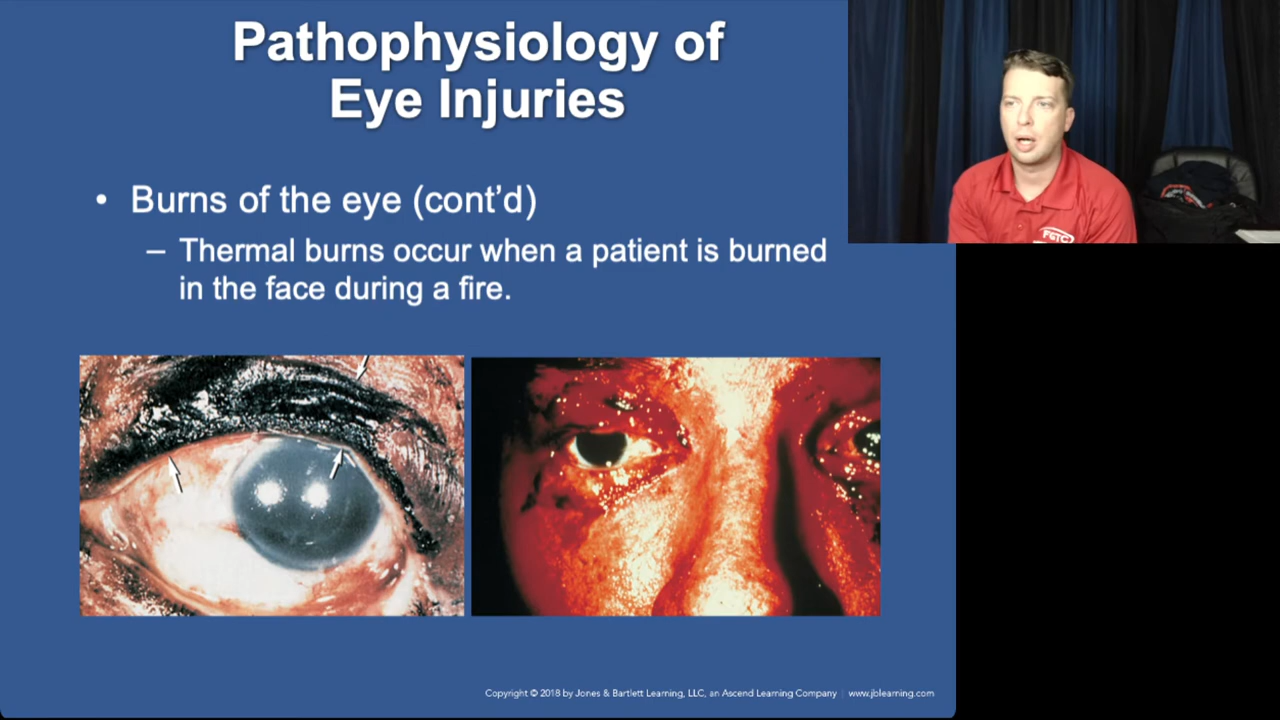 Pathophysiology of
Eye Injuries
• Burns of the eye (cont’d)
– Thermal burns occur when a patient is burned
in the face during a fire.
FGTC
Copyright © 2018 by Jones & Bartlett Learning, LLC, an Ascend Learning Company | www.jblearning.com